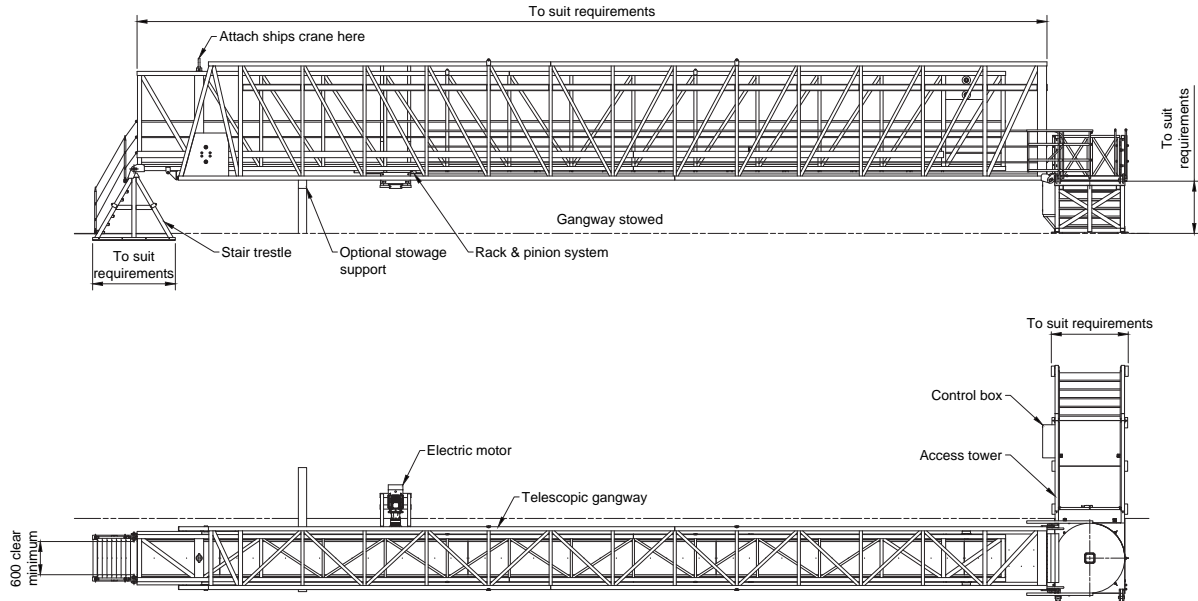 To suit requirements
Attach ships crane here
To suit
requirements
Gangway stowed
Stair trestle
Optional stowage
support
Rack & pinion system
To suit
requirements
To suit requirements
Control box
Electric motor
Access tower
Telescopic gangway
600 clear
minimum